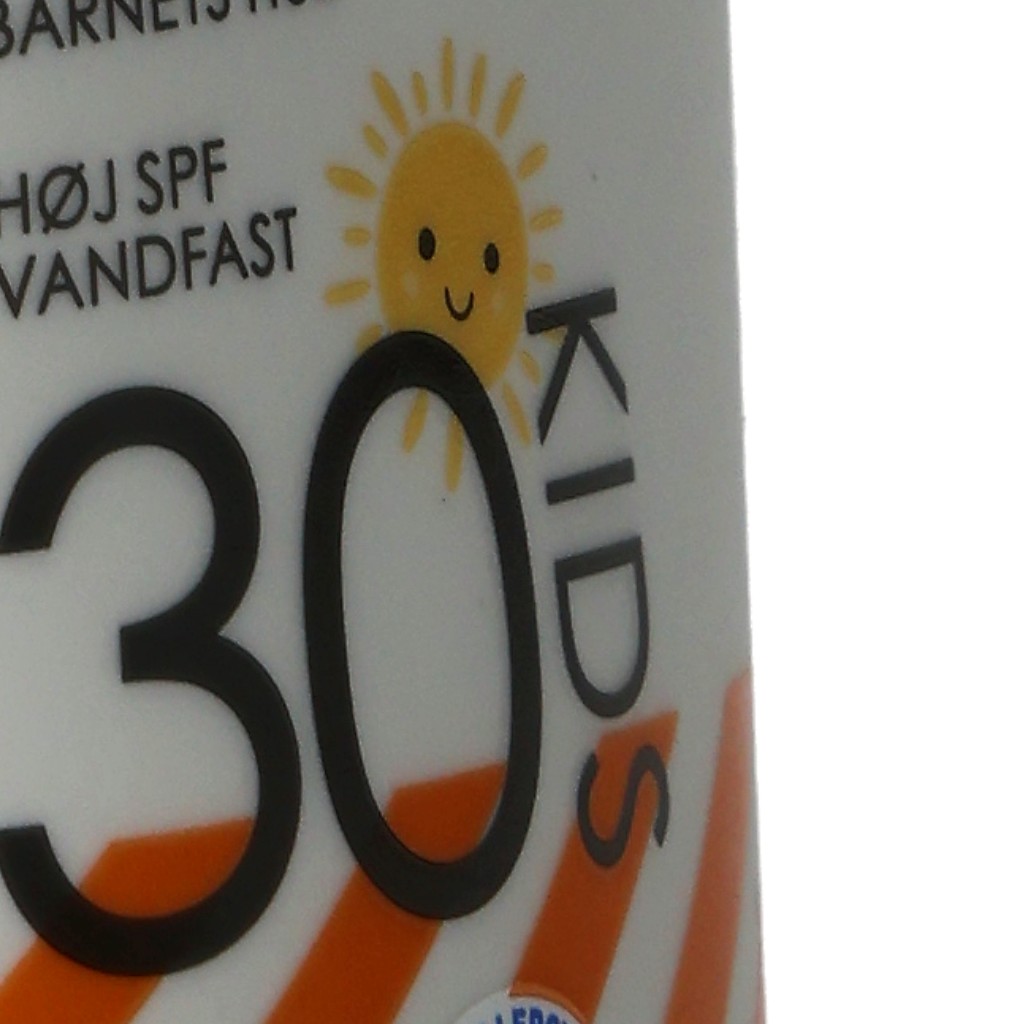 HØJ SPF
VANDFAST
30
KIDS